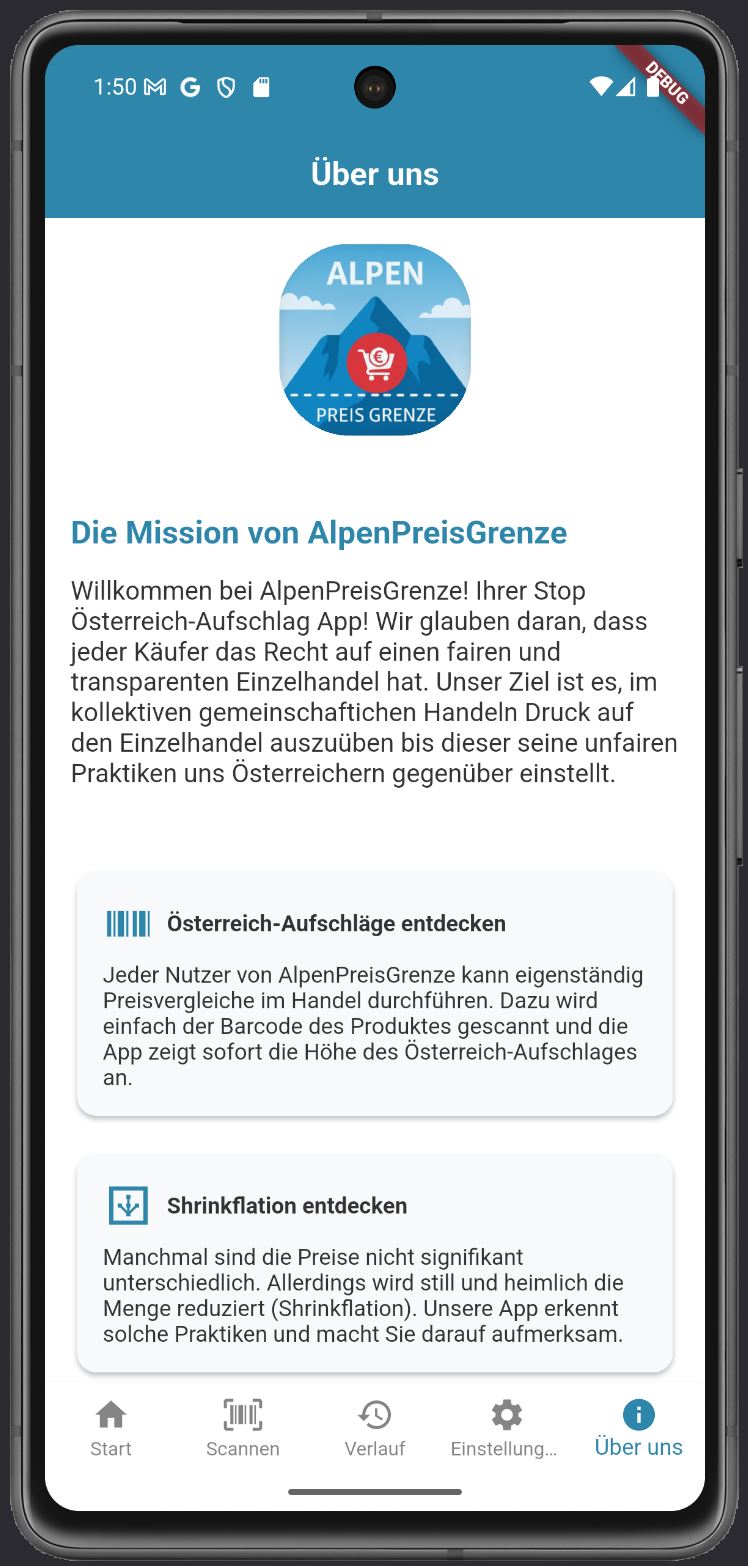 1:50
DEBUG
Über uns
ALPEN
€
PREIS GRENZE
Die Mission von AlpenPreisGrenze
Willkommen bei AlpenPreisGrenze! Ihrer Stop
Österreich-Aufschlag App! Wir glauben daran, dass
jeder Käufer das Recht auf einen fairen und
transparenten Einzelhandel hat. Unser Ziel ist es, im
kollektiven gemeinschaftichen Handeln Druck auf
den Einzelhandel auszuüben bis dieser seine unfairen
Praktiken uns Österreichern gegenüber einstellt.
Österreich-Aufschläge entdecken
Jeder Nutzer von AlpenPreisGrenze kann eigenständig
Preisvergleiche im Handel durchführen. Dazu wird
einfach der Barcode des Produktes gescannt und die
App zeigt sofort die Höhe des Österreich-Aufschlages
an.
Shrinkflation entdecken
Manchmal sind die Preise nicht signifikant
unterschiedlich. Allerdings wird still und heimlich die
Menge reduziert (Shrinkflation). Unsere App erkennt
solche Praktiken und macht Sie darauf aufmerksam.
Start Scannen Verlauf Einstellung... Über uns